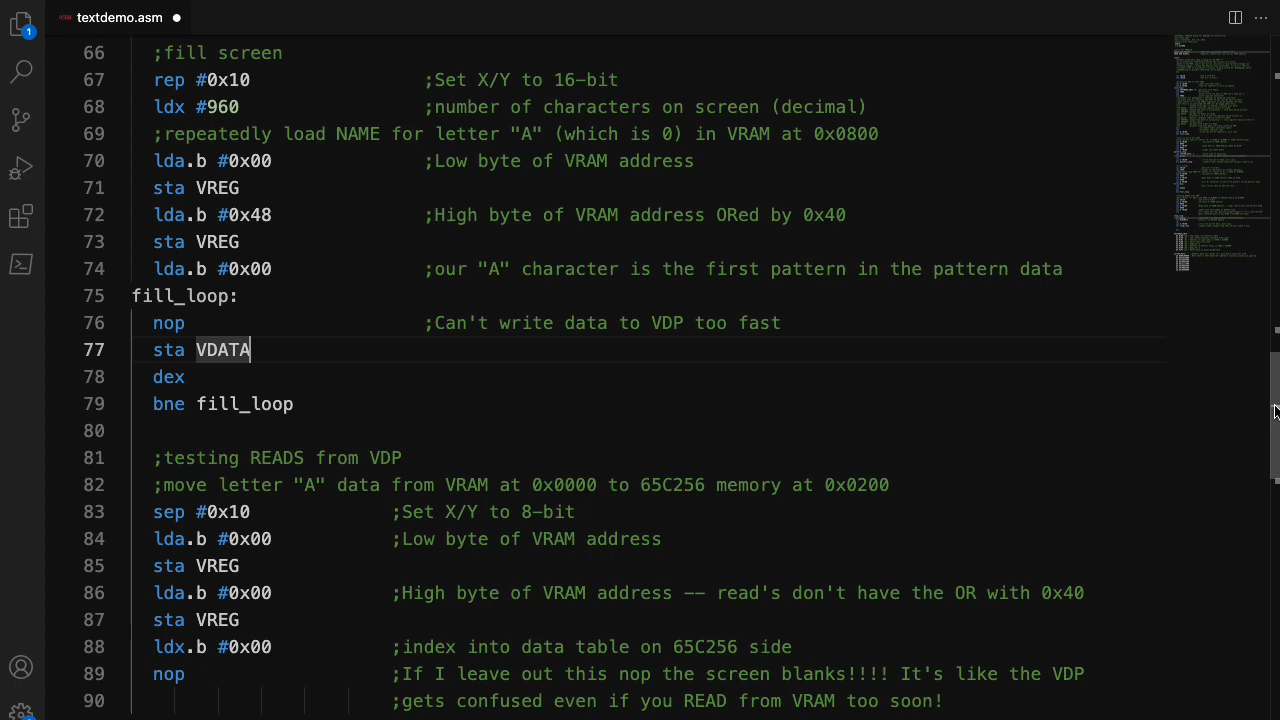 1
ASM textdemo.asm
66 ;fill screen
67 rep #0x10 ;Set X/Y to 16-bit
68 ldx #960 ;number of characters on screen (decimal)
69 ;repeatedly load NAME for letter "A" (which is 0) in VRAM at 0x0800
70 lda.b #0x00 ;Low byte of VRAM address
71 sta VREG
72 lda.b #0x48 ;High byte of VRAM address ORed by 0x40
73 sta VREG
74 lda.b #0x00 ;our "A" character is the first pattern in the pattern data
75 fill_loop:
76 nop ;Can't write data to VDP too fast
77 sta VDATA
78 dex
79 bne fill_loop
80
81 ;testing READS from VDP
82 ;move letter "A" data from VRAM at 0x0000 to 65C256 memory at 0x0200
83 sep #0x10 ;Set X/Y to 8-bit
84 lda.b #0x00 ;Low byte of VRAM address
85 sta VREG
86 lda.b #0x00 ;High byte of VRAM address -- read's don't have the OR with 0x40
87 sta VREG
88 ldx.b #0x00 ;index into data table on 65C256 side
89 nop ;If I leave out this nop the screen blanks!!!! It's like the VDP
90 ;gets confused even if you READ from VRAM too soon!